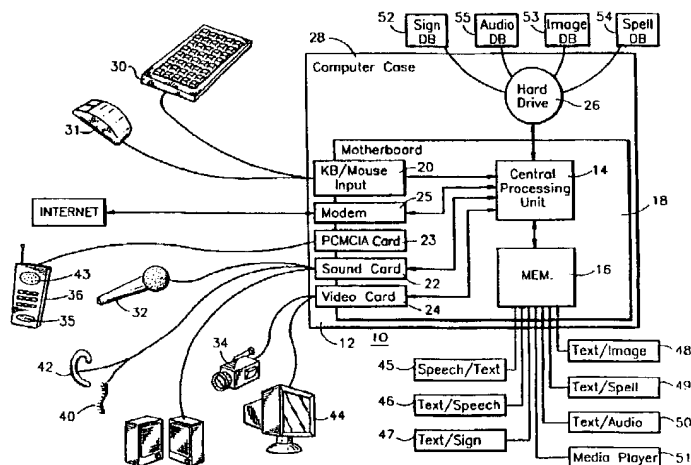 52
Sign
DB
55
Audio
DB
53
Image
DB
54
Spell
DB
28
Computer Case
30
Hard
Drive
26
31
Motherboard
KB/Mouse
Input
20
Central
Processing
Unit
14
18
INTERNET
Modem
25
PCMCIA Card
23
43
36
35
32
Sound Card
22
MEM.
16
Video Card
24
12
10
34
42
40
44
45
Speech/Text
46
Text/Speech
47
Text/Sign
Text/Image
48
Text/Spell
49
Text/Audio
50
Media Player
51